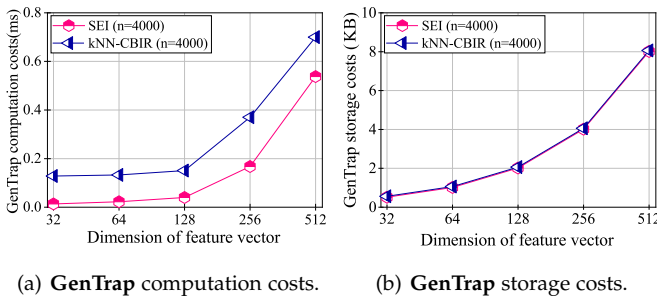 GenTrap computation costs(ms)
0.8
0.6
0.4
0.2
0.0
SEI (n=4000)
kNN-CBIR (n=4000)
32 64 128 256 512
Dimension of feature vector
(a) GenTrap computation costs.
GenTrap storage costs ( KB)
10
8
6
4
2
0
SEI (n=4000)
kNN-CBIR (n=4000)
32 64 128 256 512
Dimension of feature vector
(b) GenTrap storage costs.